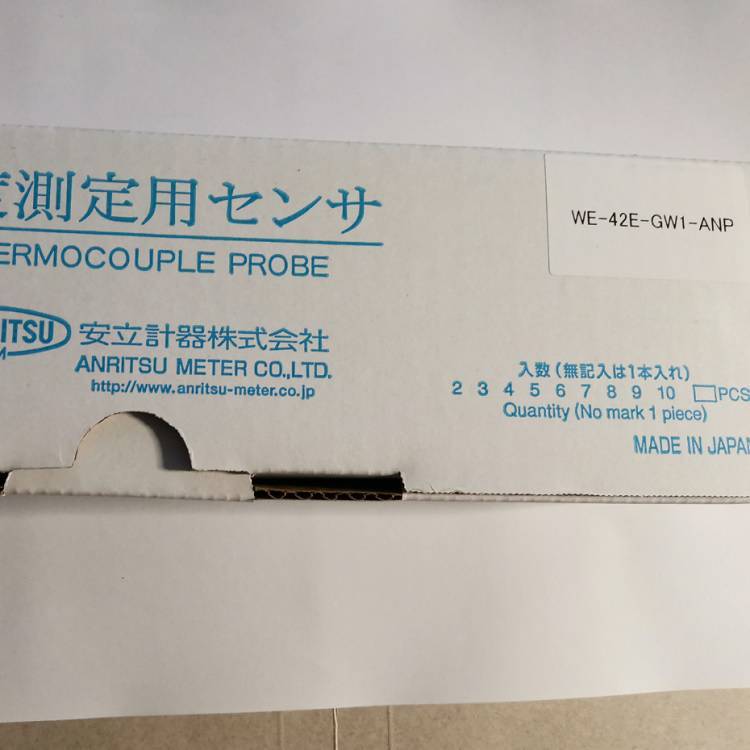 測定用センサ
WE-42E-GW1-ANP
ERMOCOUPLE PROBE
ITSU
安立計器株式会社
M
ANRITSU METER CO.,LTD.
http://www.anritsu-meter.co.jp
入数(無記入は1本入れ)
2 3 4 5 6 7 8 9 10 □PCS
Quantity (No mark 1 piece)
MADE IN JAPAN